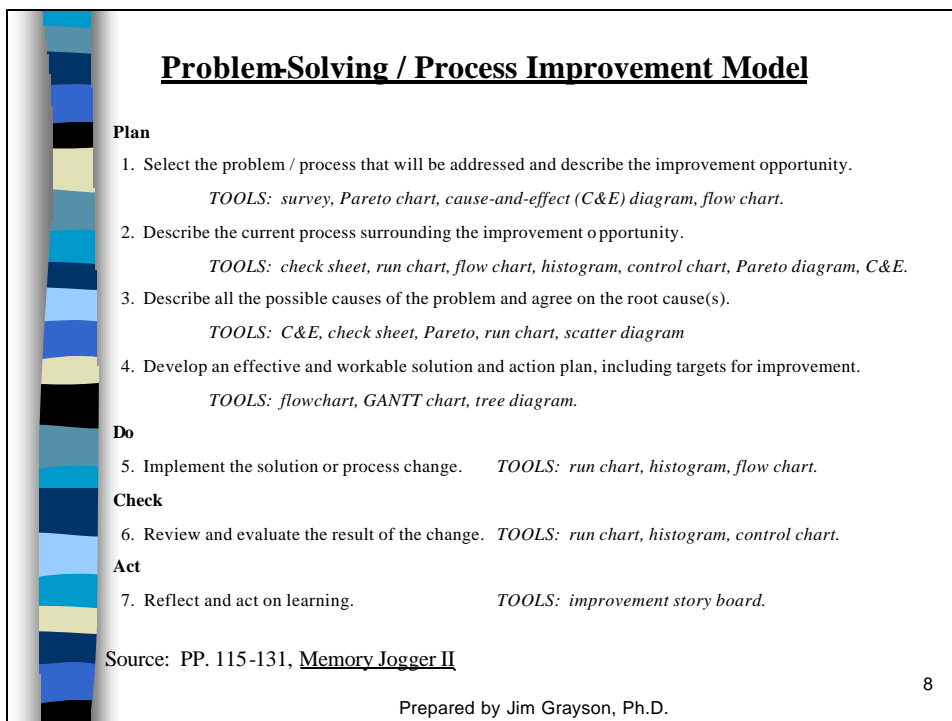 Problem-Solving / Process Improvement Model
Plan
1. Select the problem / process that will be addressed and describe the improvement opportunity.
TOOLS: survey, Pareto chart, cause-and-effect (C&E) diagram, flow chart.
2. Describe the current process surrounding the improvement opportunity.
TOOLS: check sheet, run chart, flow chart, histogram, control chart, Pareto diagram, C&E.
3. Describe all the possible causes of the problem and agree on the root cause(s).
TOOLS: C&E, check sheet, Pareto, run chart, scatter diagram
4. Develop an effective and workable solution and action plan, including targets for improvement.
TOOLS: flowchart, GANTT chart, tree diagram.
Do
5. Implement the solution or process change. TOOLS: run chart, histogram, flow chart.
Check
6. Review and evaluate the result of the change. TOOLS: run chart, histogram, control chart.
Act
7. Reflect and act on learning. TOOLS: improvement story board.
Source: PP. 115-131, Memory Jogger II
8
Prepared by Jim Grayson, Ph.D.